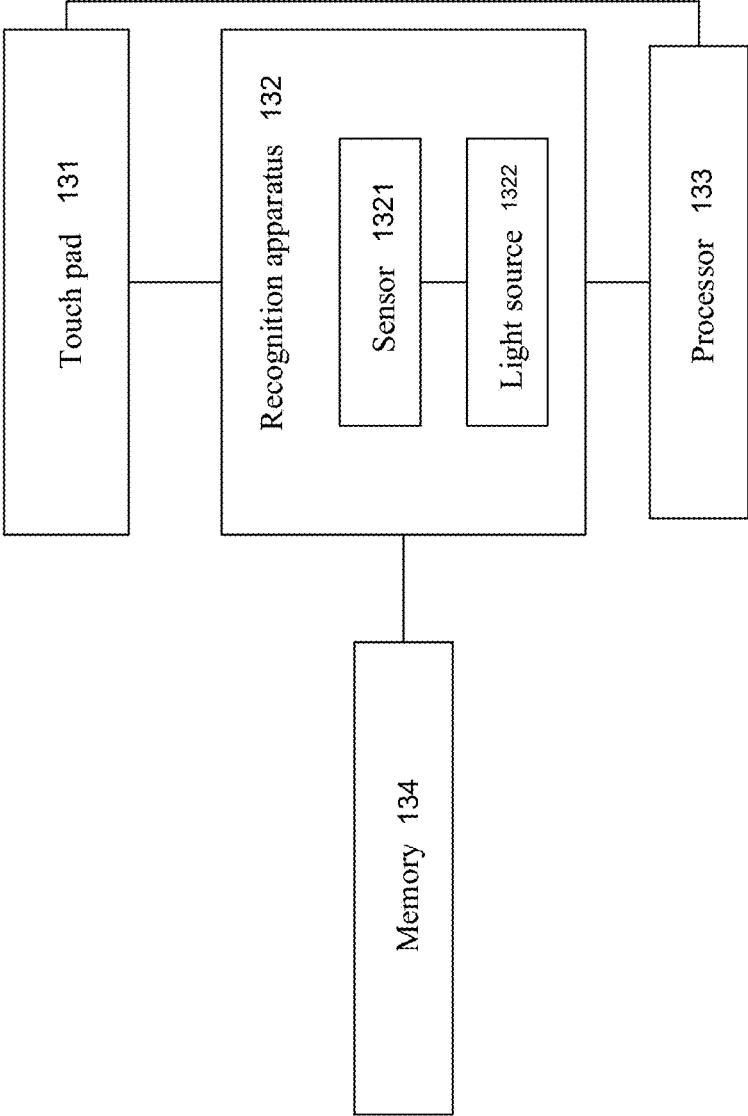 Touch pad 131
Recognition apparatus 132
Sensor 1321
Light source 1322
Processor 133
Memory 134